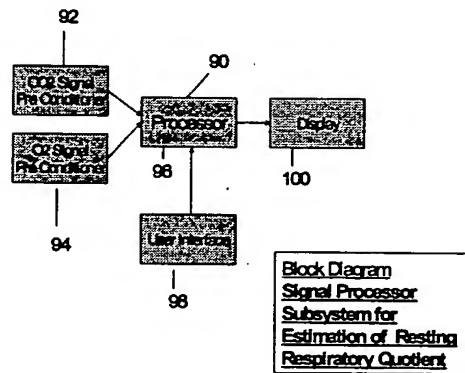 92
CO2 Signal
Pre Conditioner
90
Processor
98
Display
100
O2 Signal
Pre Conditioner
94
User Interface
98
Block Diagram
Signal Processor
Subsystem for
Estimation of Resting
Respiratory Quotient